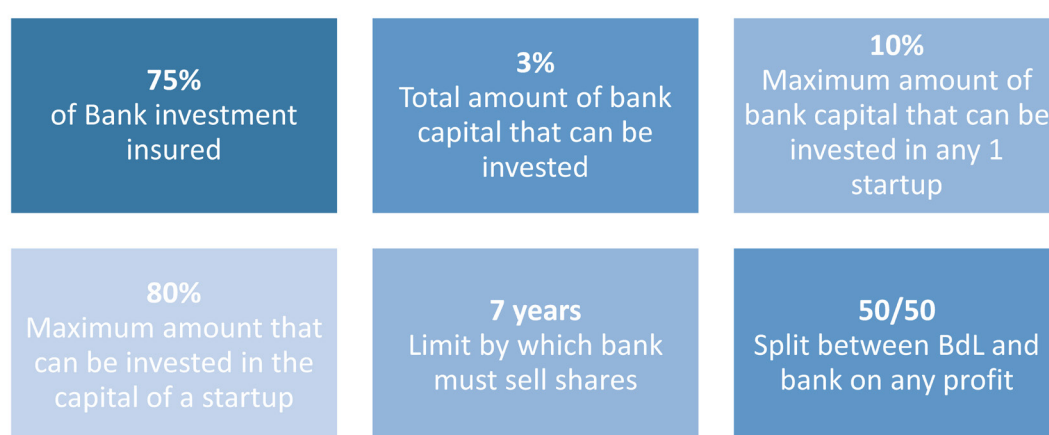 75%
of Bank investment
insured
3%
Total amount of bank
capital that can be
invested
10%
Maximum amount of
bank capital that can be
invested in any 1
startup
80%
Maximum amount that
can be invested in the
capital of a startup
7 years
Limit by which bank
must sell shares
50/50
Split between BdL and
bank on any profit